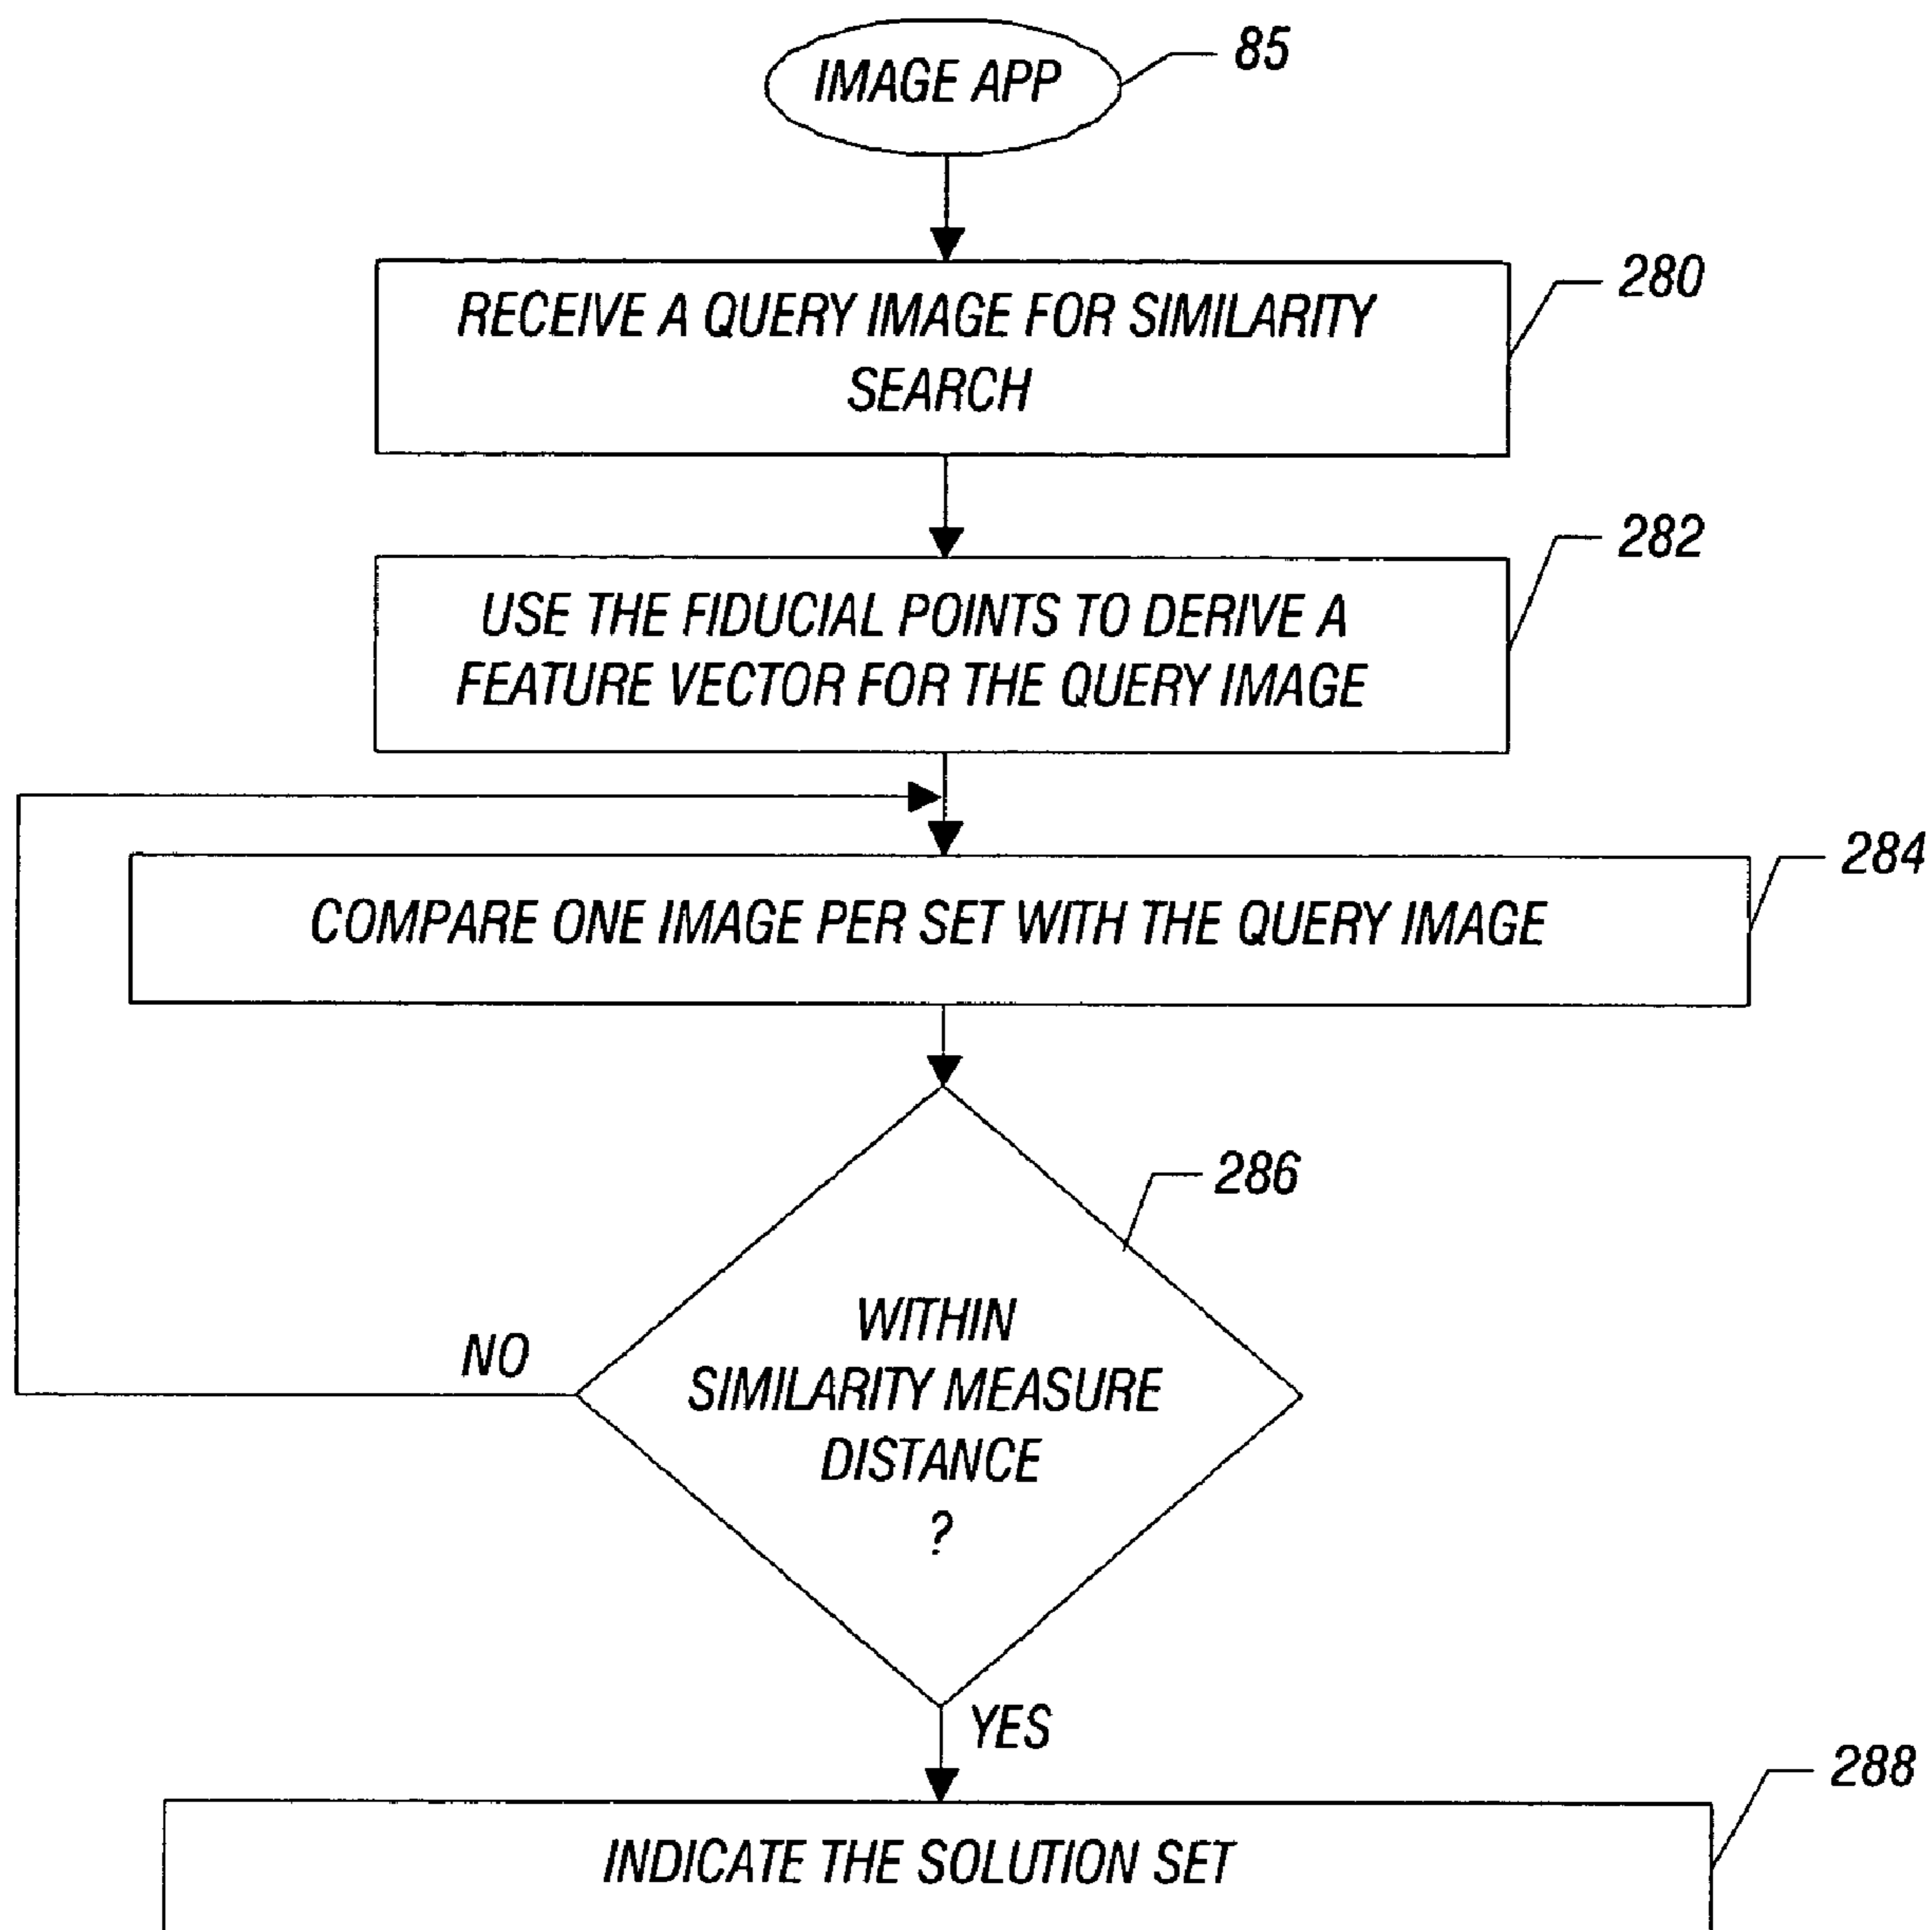 IMAGE APP
85
RECEIVE A QUERY IMAGE FOR SIMILARITY
SEARCH
280
USE THE FIDUCIAL POINTS TO DERIVE A
FEATURE VECTOR FOR THE QUERY IMAGE
282
COMPARE ONE IMAGE PER SET WITH THE QUERY IMAGE
284
WITHIN
SIMILARITY MEASURE
DISTANCE
?
286
NO
YES
INDICATE THE SOLUTION SET
288